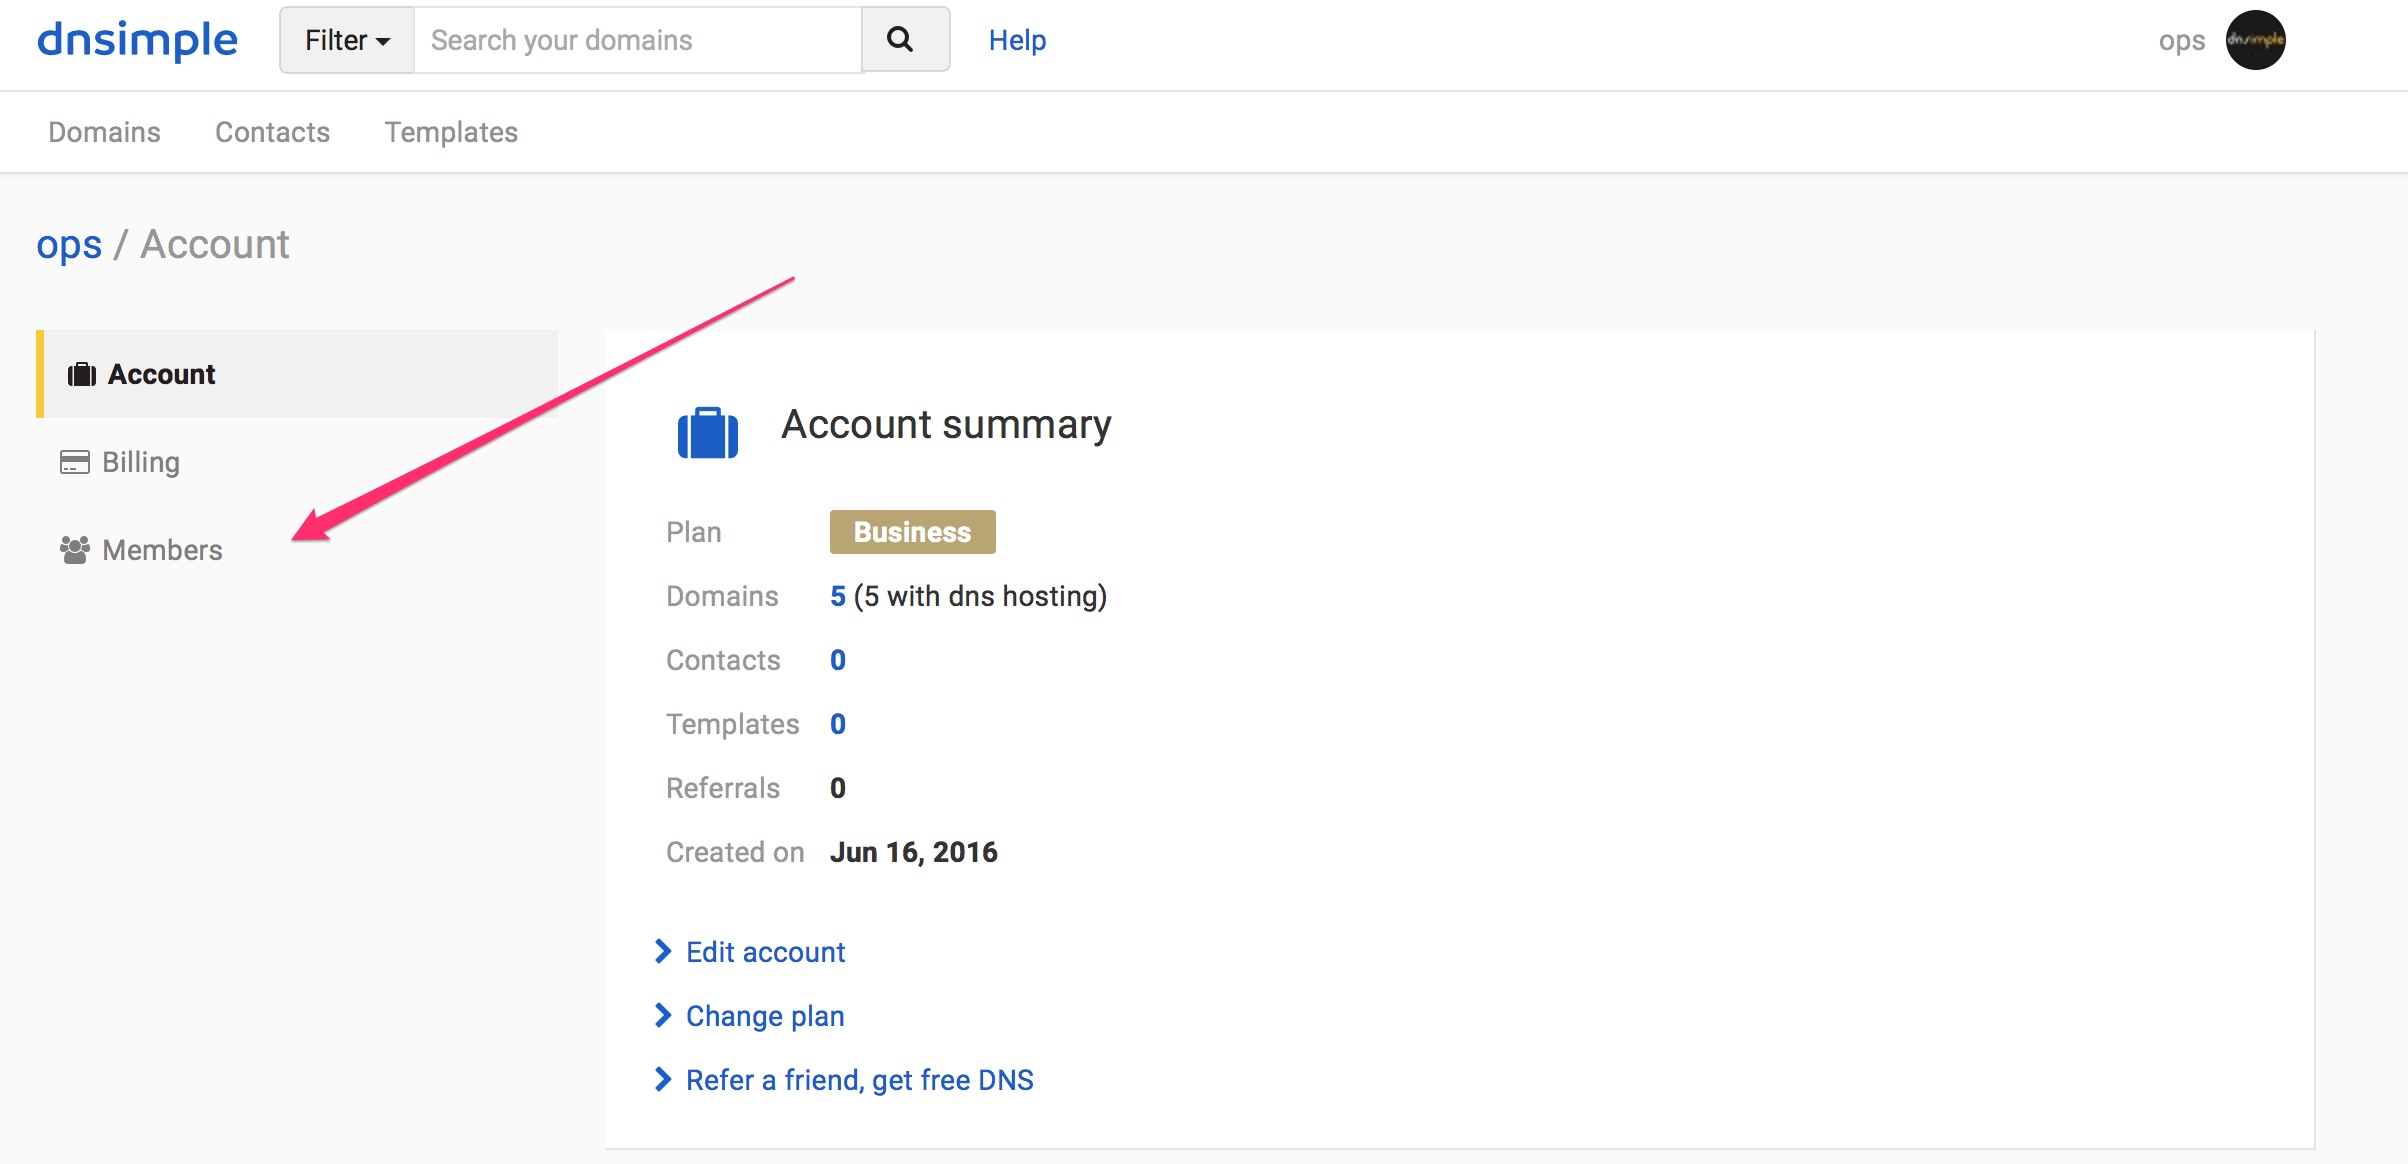 dnsimple Filter Search your domains Help ops dnsimple
Domains Contacts Templates
ops / Account
Account
Billing
Members
Account summary
Plan Business
Domains 5 (5 with dns hosting)
Contacts 0
Templates 0
Referrals 0
Created on Jun 16, 2016
Edit account
Change plan
Refer a friend, get free DNS